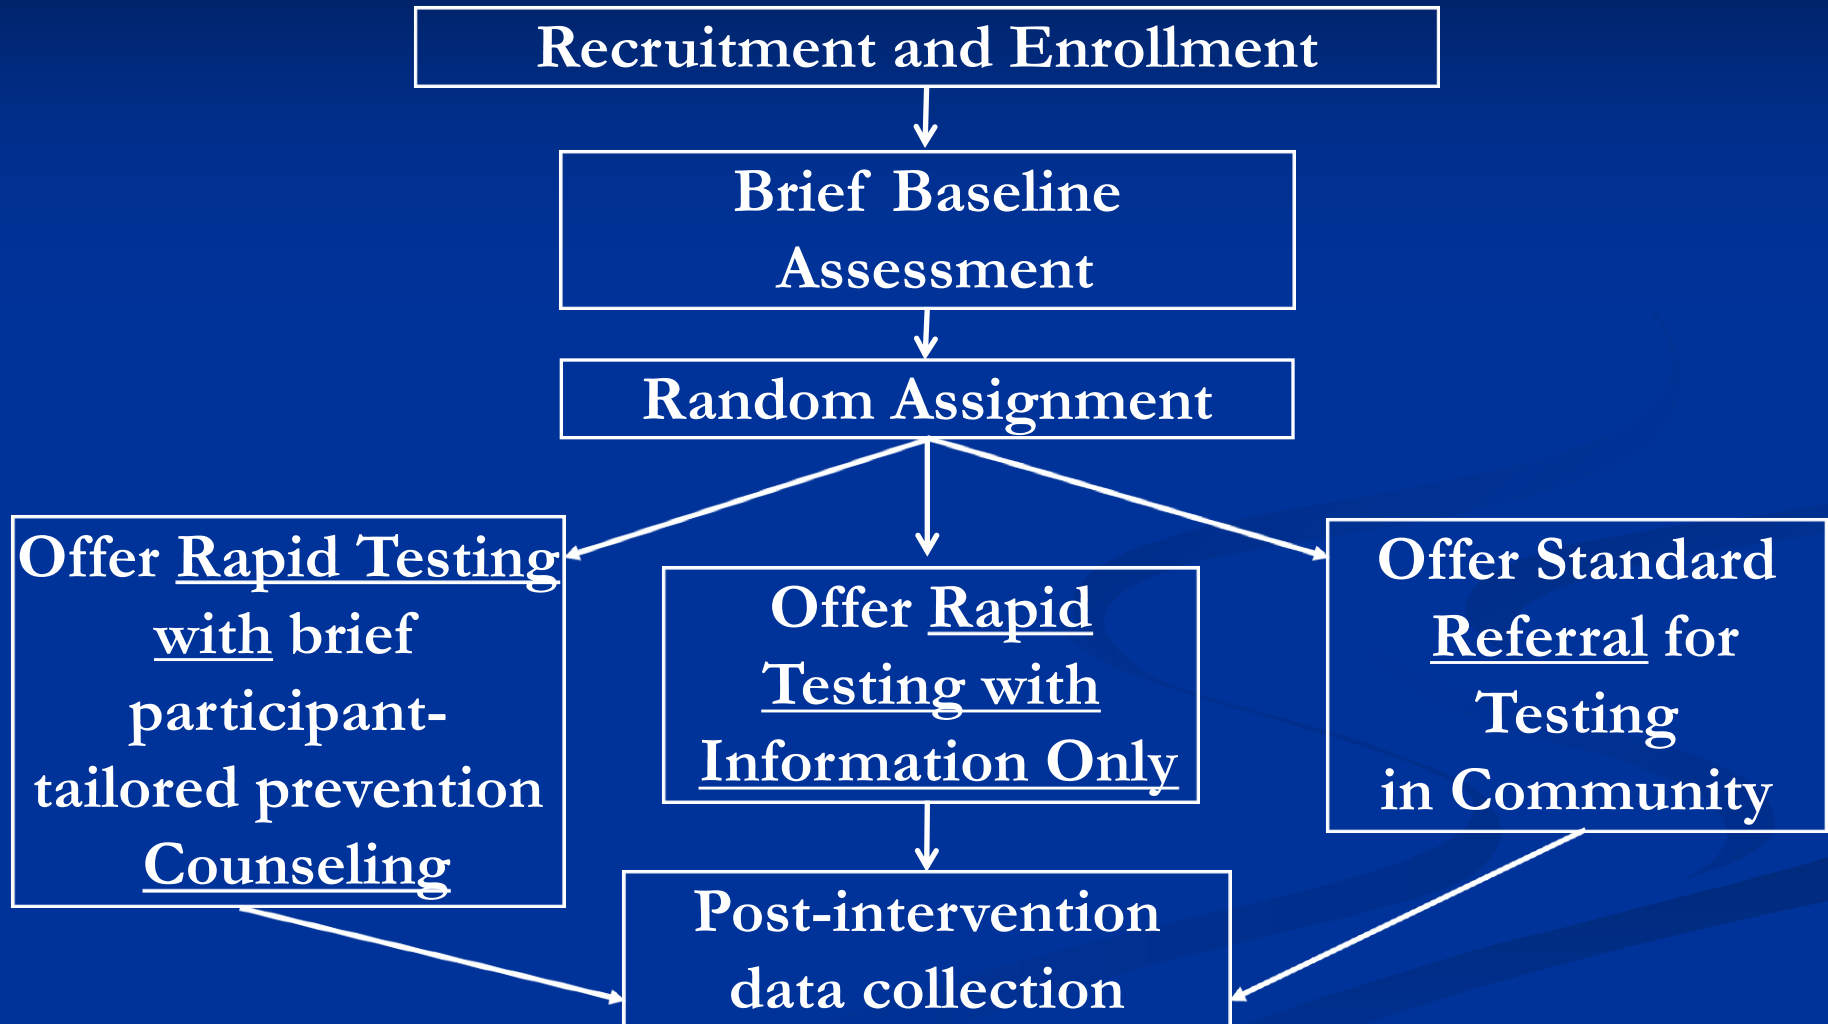 Recruitment and Enrollment
Brief Baseline
Assessment
Random Assignment
Offer Rapid Testing
with brief
participant-
tailored prevention
Counseling
Offer Rapid
Testing with
Information Only
Offer Standard
Referral for
Testing
in Community
Post-intervention
data collection